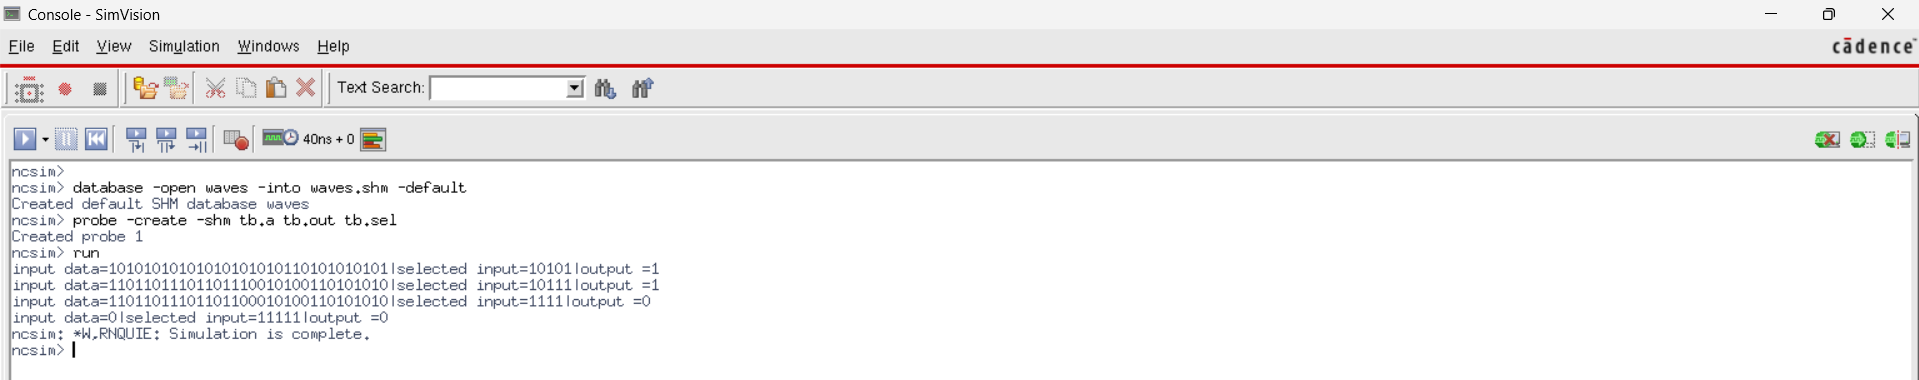 Console - SimVision
File Edit View Simulation Windows Help
cādence
Text Search:
40ns + 0
ncsim>
ncsim> database -open waves -into waves.shm -default
Created default SHM database waves
ncsim> probe -create -shm tb.a tb.out tb.sel
Created probe 1
ncsim> run
input data=10101010101010101010110101010101|selected input=10101|output =1
input data=11011011101101110010100110101010|selected input=10111|output =1
input data=11011011101101100010100110101010|selected input=1111|output =0
input data=0|selected input=11111|output =0
ncsim: *W,RNQUIE: Simulation is complete.
ncsim>